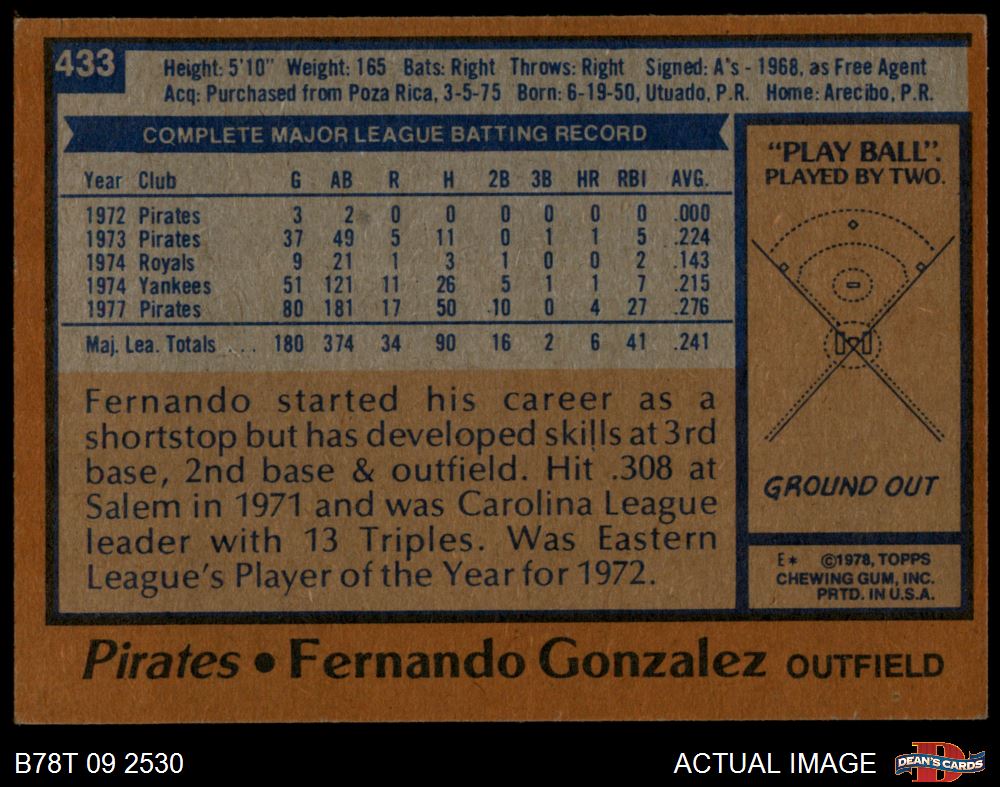 433
Height: 5'10" Weight: 165 Bats: Right Throws: Right Signed: A's - 1968, as Free Agent
Acq: Purchased from Poza Rica, 3-5-75 Born: 6-19-50, Utuado, P.R. Home: Arecibo, P.R.
COMPLETE MAJOR LEAGUE BATTING RECORD
Year Club G AB R H 2B 3B HR RBI AVG.
1972 Pirates 3 2 0 0 0 0 0 0 .000
1973 Pirates 37 49 5 11 0 1 1 5 .224
1974 Royals 9 21 1 3 1 0 0 2 .143
1974 Yankees 51 121 11 26 5 1 1 7 .215
1977 Pirates 80 181 17 50 10 0 4 27 .276
Maj. Lea. Totals .... 180 374 34 90 16 2 6 41 .241
Fernando started his career as a
shortstop but has developed skills at 3rd
base, 2nd base & outfield. Hit .308 at
Salem in 1971 and was Carolina League
leader with 13 Triples. Was Eastern
League's Player of the Year for 1972.
"PLAY BALL".
PLAYED BY TWO.
GROUND OUT
E* ©1978, TOPPS
CHEWING GUM, INC.
PRTD. IN U.S.A.
Pirates • Fernando Gonzalez OUTFIELD
B78T 09 2530
ACTUAL IMAGE
DEAN'S CARDS